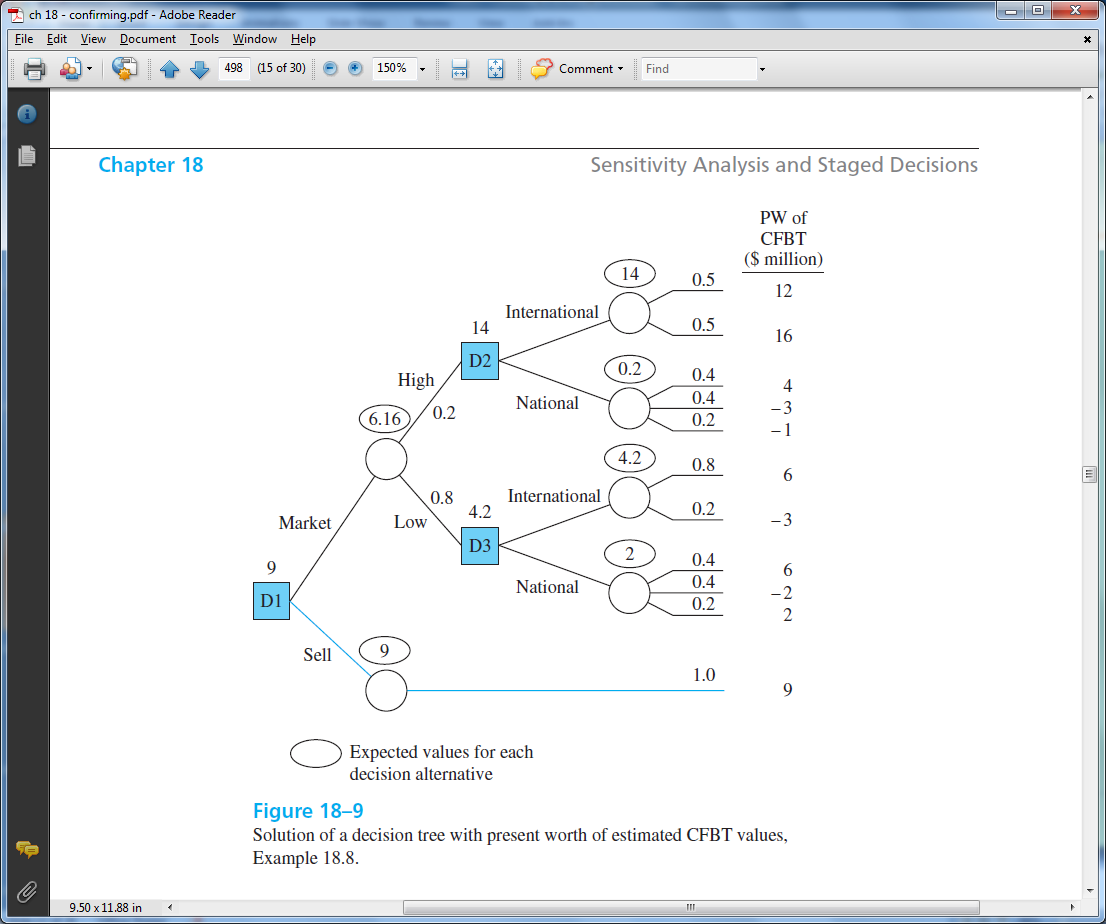 ch 18 - confirming.pdf - Adobe Reader
File Edit View Document Tools Window Help
498 (15 of 30) 150% Comment Find
Chapter 18 Sensitivity Analysis and Staged Decisions
PW of
CFBT
($ million)
14
0.5
12
International
0.5
16
14
D2
0.2
0.4
4
High
National
0.4
−3
0.2
−1
6.16
0.2
4.2
0.8
6
0.8
International
4.2
0.2
−3
Market
Low
D3
2
0.4
6
9
National
0.4
−2
D1
0.2
2
Sell
9
1.0
9
Expected values for each
decision alternative
Figure 18–9
Solution of a decision tree with present worth of estimated CFBT values,
Example 18.8.
9.50 x 11.88 in